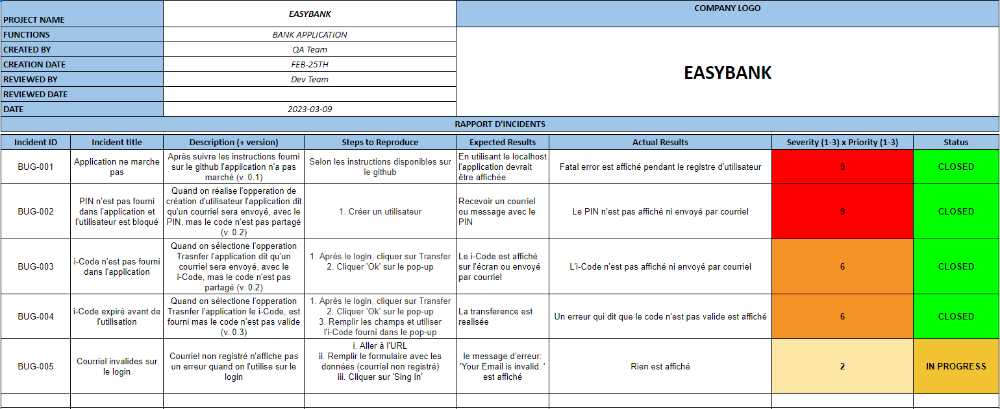 PROJECT NAME
EASYBANK
COMPANY LOGO
FUNCTIONS
BANK APPLICATION
CREATED BY
QA Team
CREATION DATE
FEB-25TH
REVIEWED BY
Dev Team
REVIEWED DATE
DATE
2023-03-09
EASYBANK
RAPPORT D'INCIDENTS
Incident ID
Incident title
Description (+ version)
Steps to Reproduce
Expected Results
Actual Results
Severity (1-3) x Priority (1-3)
Status
BUG-001
Application ne marche
pas
Après suivre les instructions fourni
sur le github l'application n'a pas
marché (v. 0.1)
Selon les instructions disponibles sur
le github
En utilisant le localhost
l'application devrait
être affichée
Fatal error est affiché pendant le registre d'utilisateur
9
CLOSED
BUG-002
PIN n'est pas fourni
dans l'application et
l'utilisateur est bloqué
Quand on réalise l'opperation de
création d'utilisateur l'application dit
qu'un courriel sera envoyé, avec le
PIN, mas le code n'est pas partagé
(v. 0.2)
1. Créer un utilisateur
Recevoir un courriel
ou message avec le
PIN
Le PIN n'est pas affiché ni envoyé par courriel
9
CLOSED
BUG-003
i-Code n'est pas fourni
dans l'application
Quand on sélectione l'opperation
Trasnfer l'application dit qu'un
courriel sera envoyé, avec le
i-Code, mas le code n'est pas
partagé (v. 0.2)
1. Après le login, cliquer sur Transfer
2. Cliquer 'Ok' sur le pop-up
Le i-Code est affiché
sur l'écran ou envoyé
par courriel
L'i-Code n'est pas affiché ni envoyé par courriel
6
CLOSED
BUG-004
i-Code expiré avant de
l'utilisation
Quand on sélectione l'opperation
Trasnfer l'application le i-Code, est
fourni mas le code n'est pas valide
(v. 0.3)
1. Après le login, cliquer sur Transfer
2. Cliquer 'Ok' sur le pop-up
3. Remplir les champs et utiliser
l'i-Code fourni dans le pop-up
La transference est
realisée
Un erreur qui dit que le code n'est pas valide est affiché
6
CLOSED
BUG-005
Courriel invalides sur
le login
Courriel non registré n'affiche pas
un erreur quand on l'utilise sur le
login
i. Aller à l'URL
ii. Remplir le formulaire avec les
données (courriel non registré)
iii. Cliquer sur 'Sing In'
le message d'erreur:
'Your Email is invalid. '
est affiché
Rien est affiché
2
IN PROGRESS